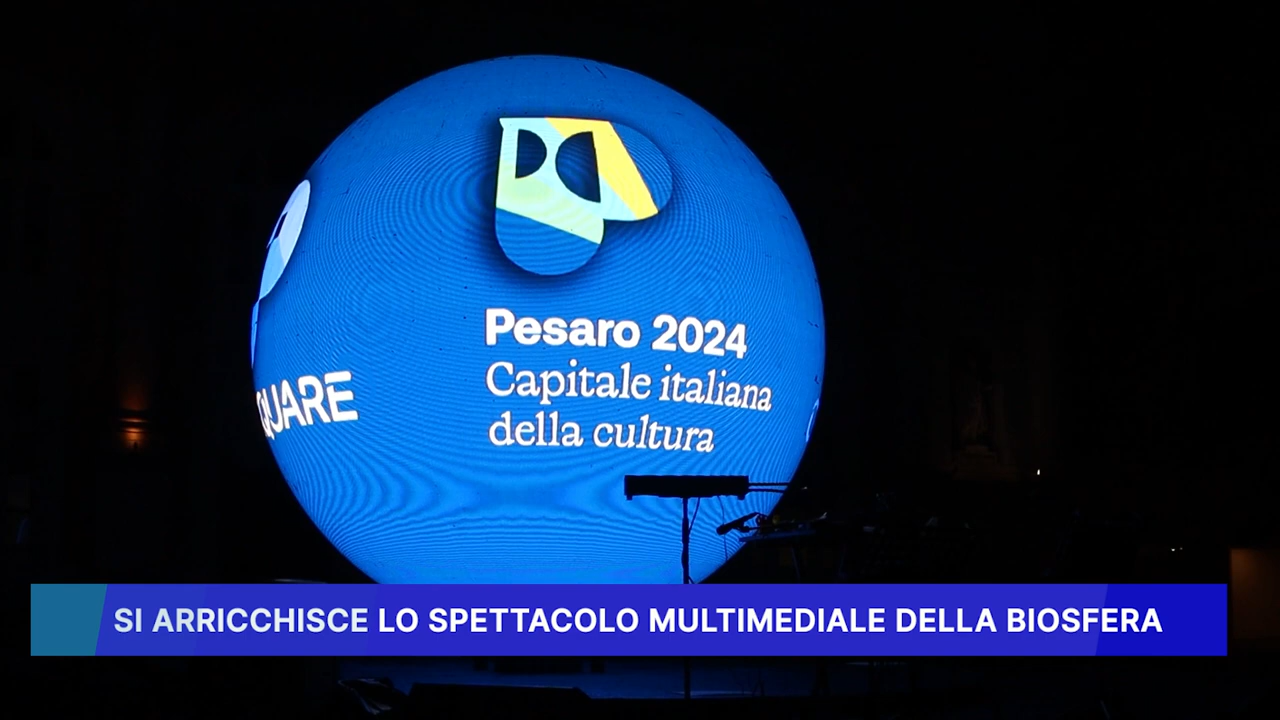 Pesaro 2024
Capitale italiana
della cultura
QUARE
SI ARRICCHISCE LO SPETTACOLO MULTIMEDIALE DELLA BIOSFERA